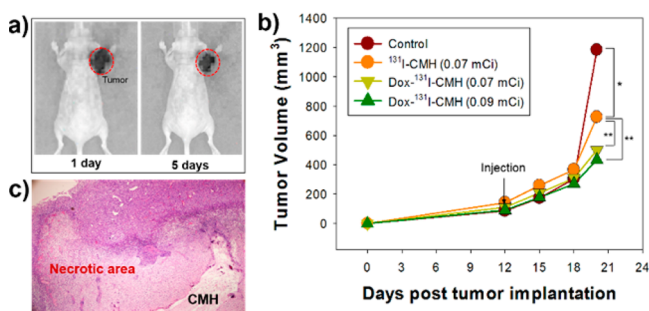 a)
Tumor
1 day
5 days
b)
Tumor Volume (mm³)
1400
1200
1000
800
600
400
200
0
Control
¹³¹I-CMH (0.07 mCi)
Dox-¹³¹I-CMH (0.07 mCi)
Dox-¹³¹I-CMH (0.09 mCi)
Injection
*
**
**
0 3 6 9 12 15 18 21 24
Days post tumor implantation
c)
Necrotic area
CMH